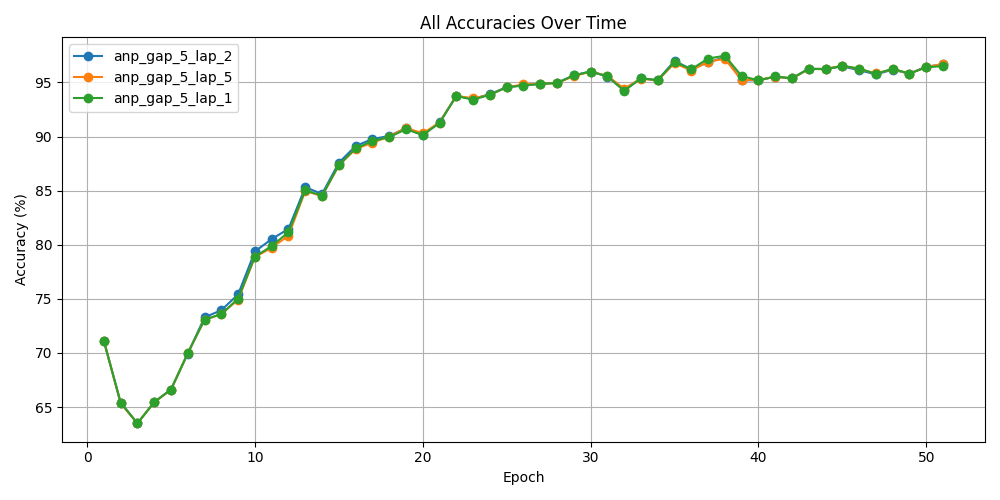 All Accuracies Over Time
anp_gap_5_lap_2
anp_gap_5_lap_5
anp_gap_5_lap_1
Accuracy (%)
95
90
85
80
75
70
65
0 10 20 30 40 50
Epoch